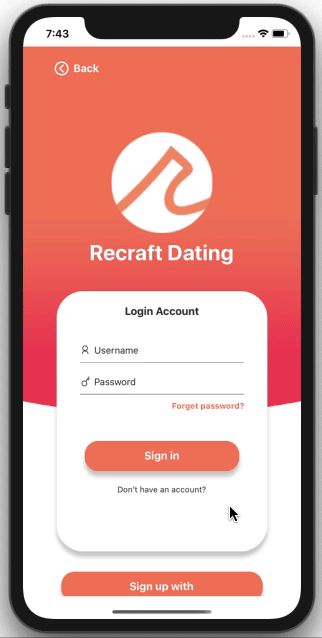 7:43
Back
Recraft Dating
Login Account
Username
Password
Forget password?
Sign in
Don't have an account?
Sign up with